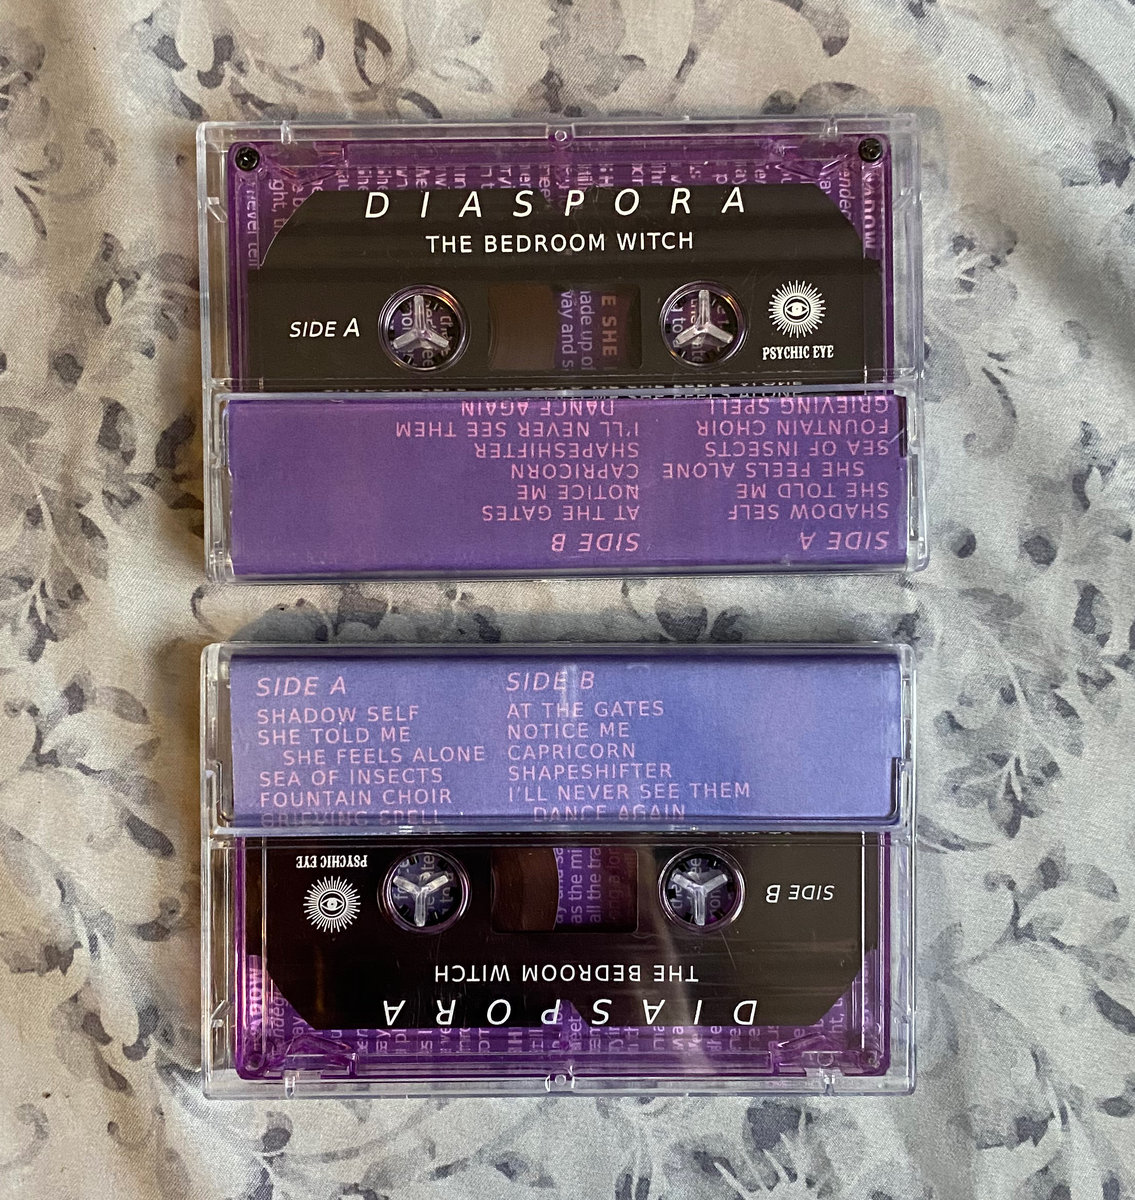 DIASPORA
THE BEDROOM WITCH
SIDE A
PSYCHIC EYE
SIDE A
SHADOW SELF
SHE TOLD ME
SHE FEELS ALONE
SEA OF INSECTS
FOUNTAIN CHOIR
GRIEVING SPELL
SIDE B
AT THE GATES
NOTICE ME
CAPRICORN
SHAPESHIFTER
I'LL NEVER SEE THEM
DANCE AGAIN
SIDE A
SHADOW SELF
SHE TOLD ME
SHE FEELS ALONE
SEA OF INSECTS
FOUNTAIN CHOIR
GRIEVING SPELL
SIDE B
AT THE GATES
NOTICE ME
CAPRICORN
SHAPESHIFTER
I'LL NEVER SEE THEM
DANCE AGAIN
PSYCHIC EYE
SIDE B
THE BEDROOM WITCH
DIASPORA